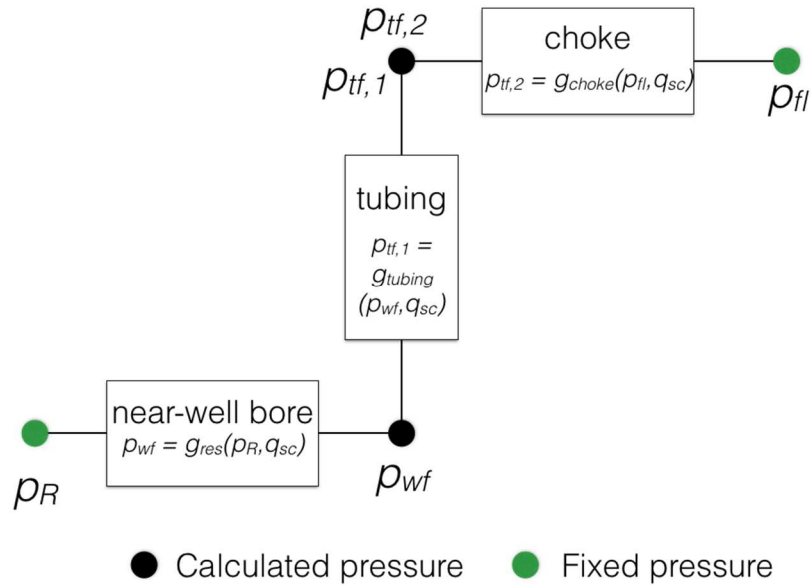 p_tf,2
p_tf,1
choke
p_tf,2 = g_choke(p_fl,q_sc)
p_fl
tubing
p_tf,1 =
g_tubing
(p_wf,q_sc)
near-well bore
p_wf = g_res(p_R,q_sc)
p_R
p_wf
Calculated pressure
Fixed pressure